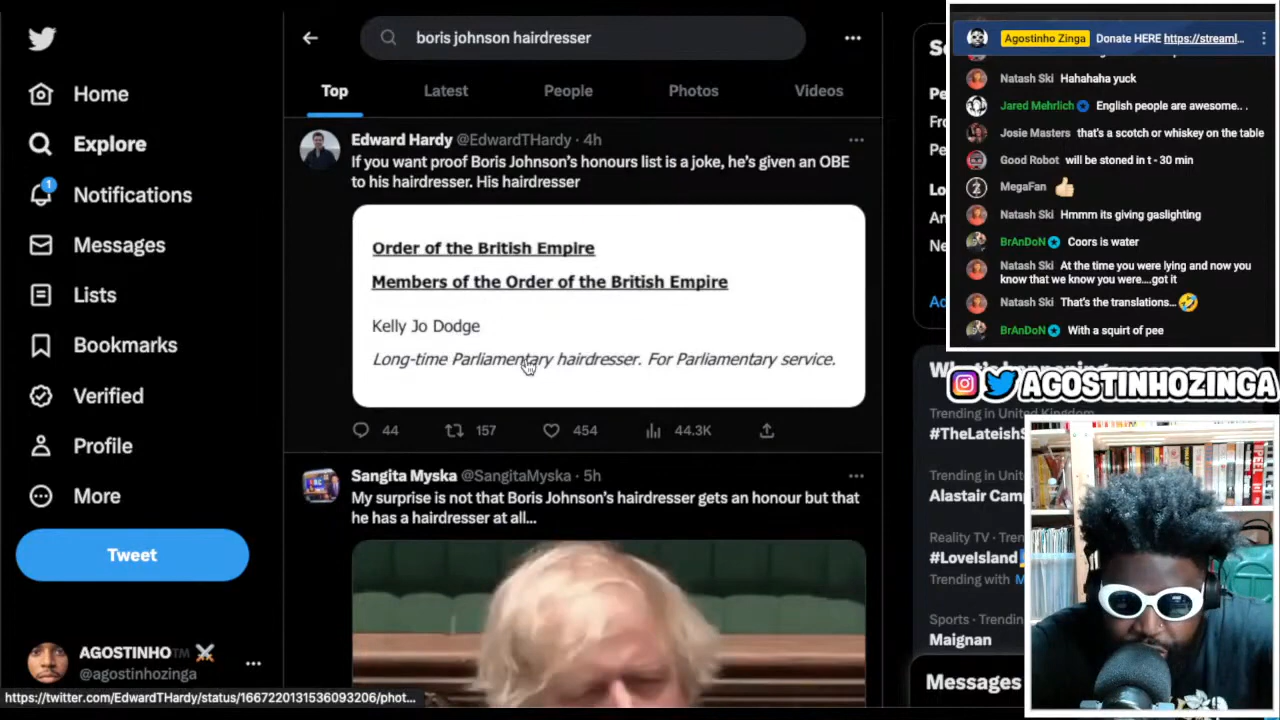 boris johnson hairdresser
Home
Explore
1
Notifications
Messages
Lists
Bookmarks
Verified
Profile
More
Tweet
AGOSTINHO™
@agostinhozinga
https://twitter.com/EdwardTHardy/status/1667220131536093206/phot...
Top Latest People Photos Videos
Edward Hardy @EdwardTHardy · 4h
If you want proof Boris Johnson's honours list is a joke, he's given an OBE
to his hairdresser. His hairdresser
Order of the British Empire
Members of the Order of the British Empire
Kelly Jo Dodge
Long-time Parliamentary hairdresser. For Parliamentary service.
44 157 454 44.3K
Sangita Myska @SangitaMyska · 5h
My surprise is not that Boris Johnson's hairdresser gets an honour but that
he has a hairdresser at all...
Agostinho Zinga Donate HERE https://streaml...
Natash Ski Hahahaha yuck
Jared Mehrlich English people are awesome.. .
Josie Masters that's a scotch or whiskey on the table
Good Robot will be stoned in t - 30 min
MegaFan
Natash Ski Hmmm its giving gaslighting
BrAnDoN Coors is water
Natash Ski At the time you were lying and now you
know that we know you were....got it
Natash Ski That's the translations...
BrAnDoN With a squirt of pee
What's happening
AGOSTINHOZINGA
Trending in United Kingdom
#TheLateish
Trending in
Alastair Cam
Reality TV · Tren
#LoveIsland
Trending with
Sports · Trendin
Maignan
Messages